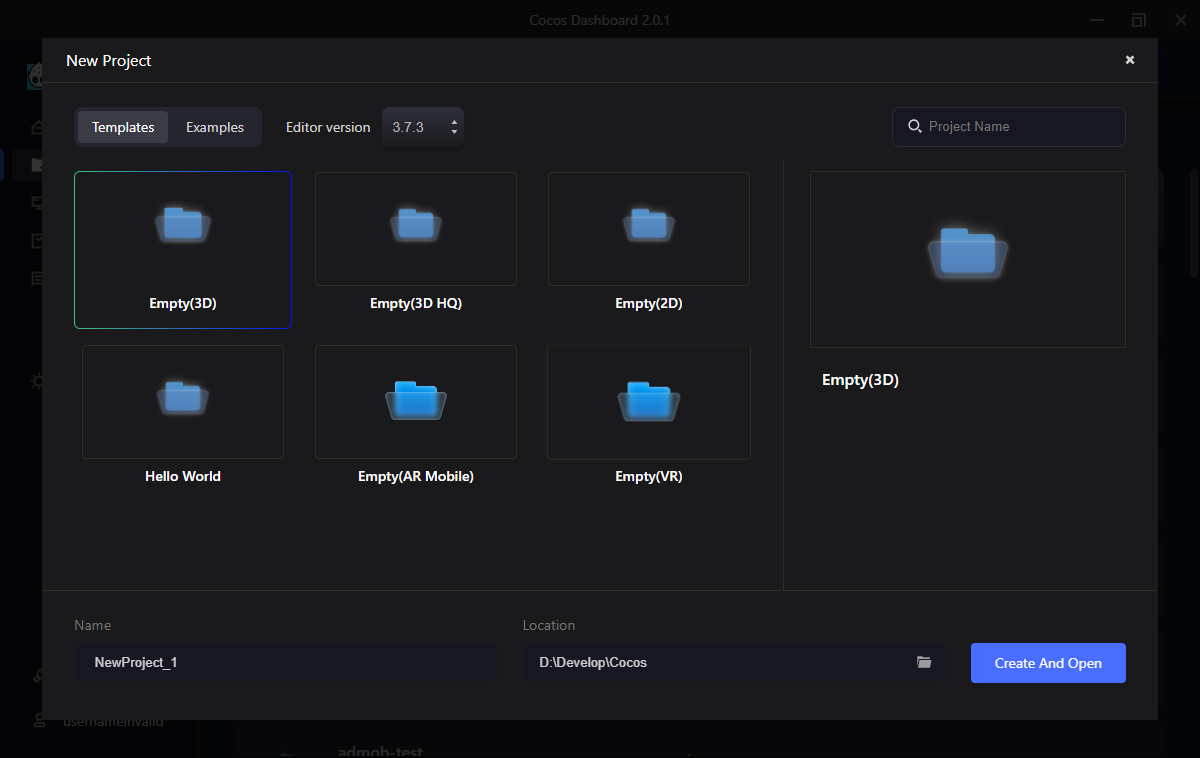 Cocos Dashboard 2.0.1
New Project
Templates
Examples
Editor version
3.7.3
Project Name
Empty(3D)
Empty(3D HQ)
Empty(2D)
Hello World
Empty(AR Mobile)
Empty(VR)
Empty(3D)
Name
NewProject_1
Location
D:\Develop\Cocos
Create And Open
usernameinvalid
admob-test